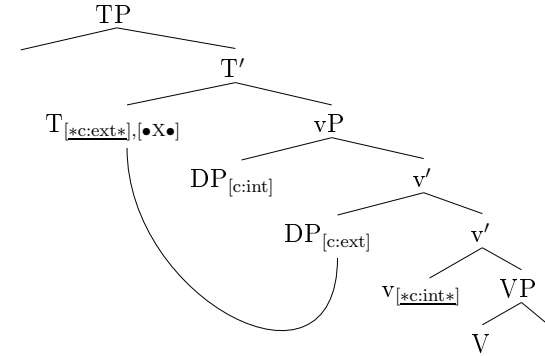 TP
T′
T[∗c:ext∗],[●X●] vP
DP[c:int] v′
DP[c:ext] v′
v[∗c:int∗] VP
V